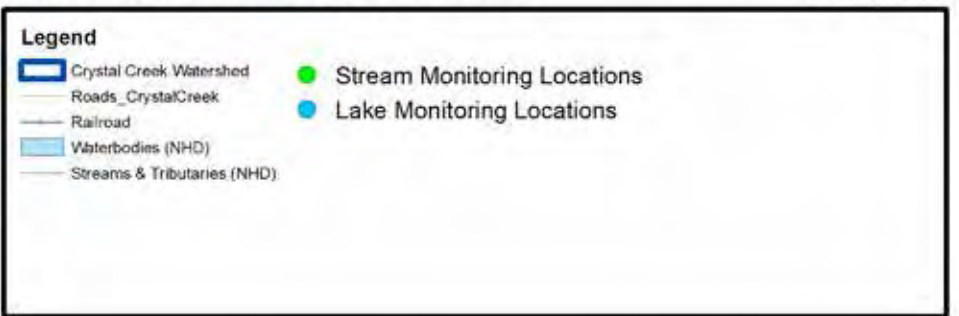 Legend
Crystal Creek Watershed
Roads_CrystalCreek
Railroad
Waterbodies (NHD)
Streams & Tributaries (NHD)
Stream Monitoring Locations
Lake Monitoring Locations